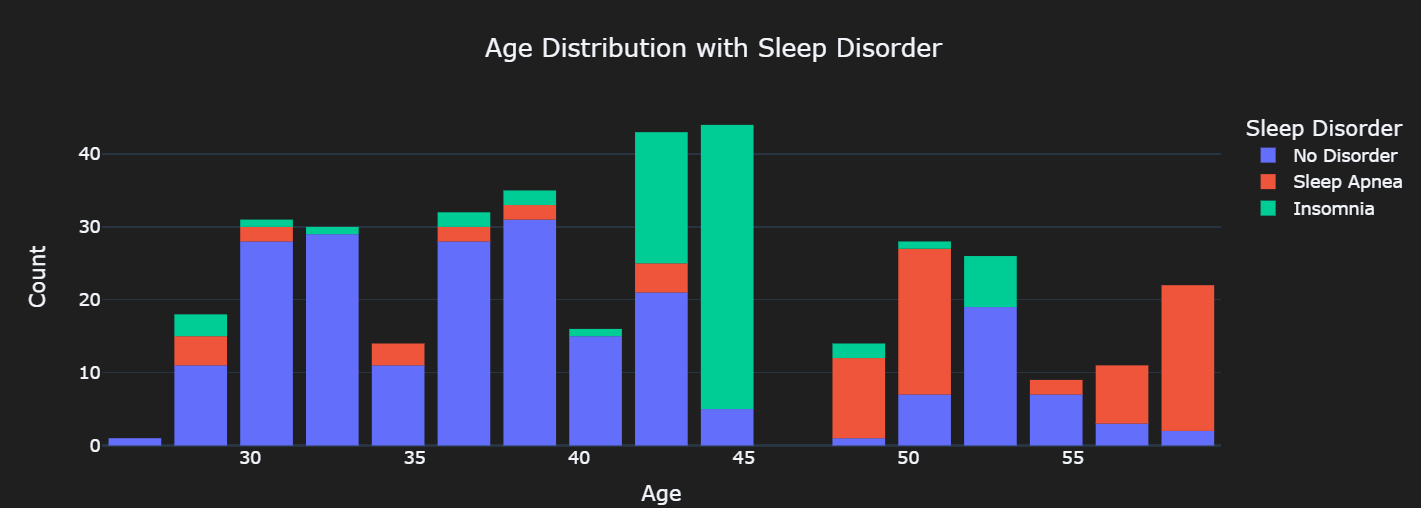 Age Distribution with Sleep Disorder
Sleep Disorder
No Disorder
Sleep Apnea
Insomnia
Count
40
30
20
10
0
30 35 40 45 50 55
Age